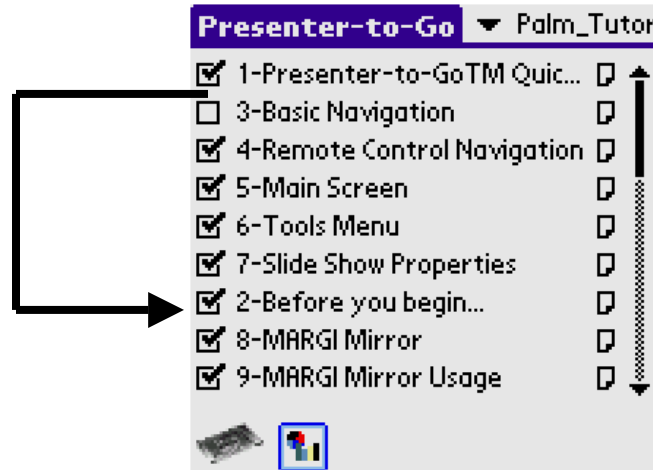 Presenter-to-Go Palm_Tutor
1-Presenter-to-GoTM Quic...
3-Basic Navigation
4-Remote Control Navigation
5-Main Screen
6-Tools Menu
7-Slide Show Properties
2-Before you begin...
8-MARGI Mirror
9-MARGI Mirror Usage